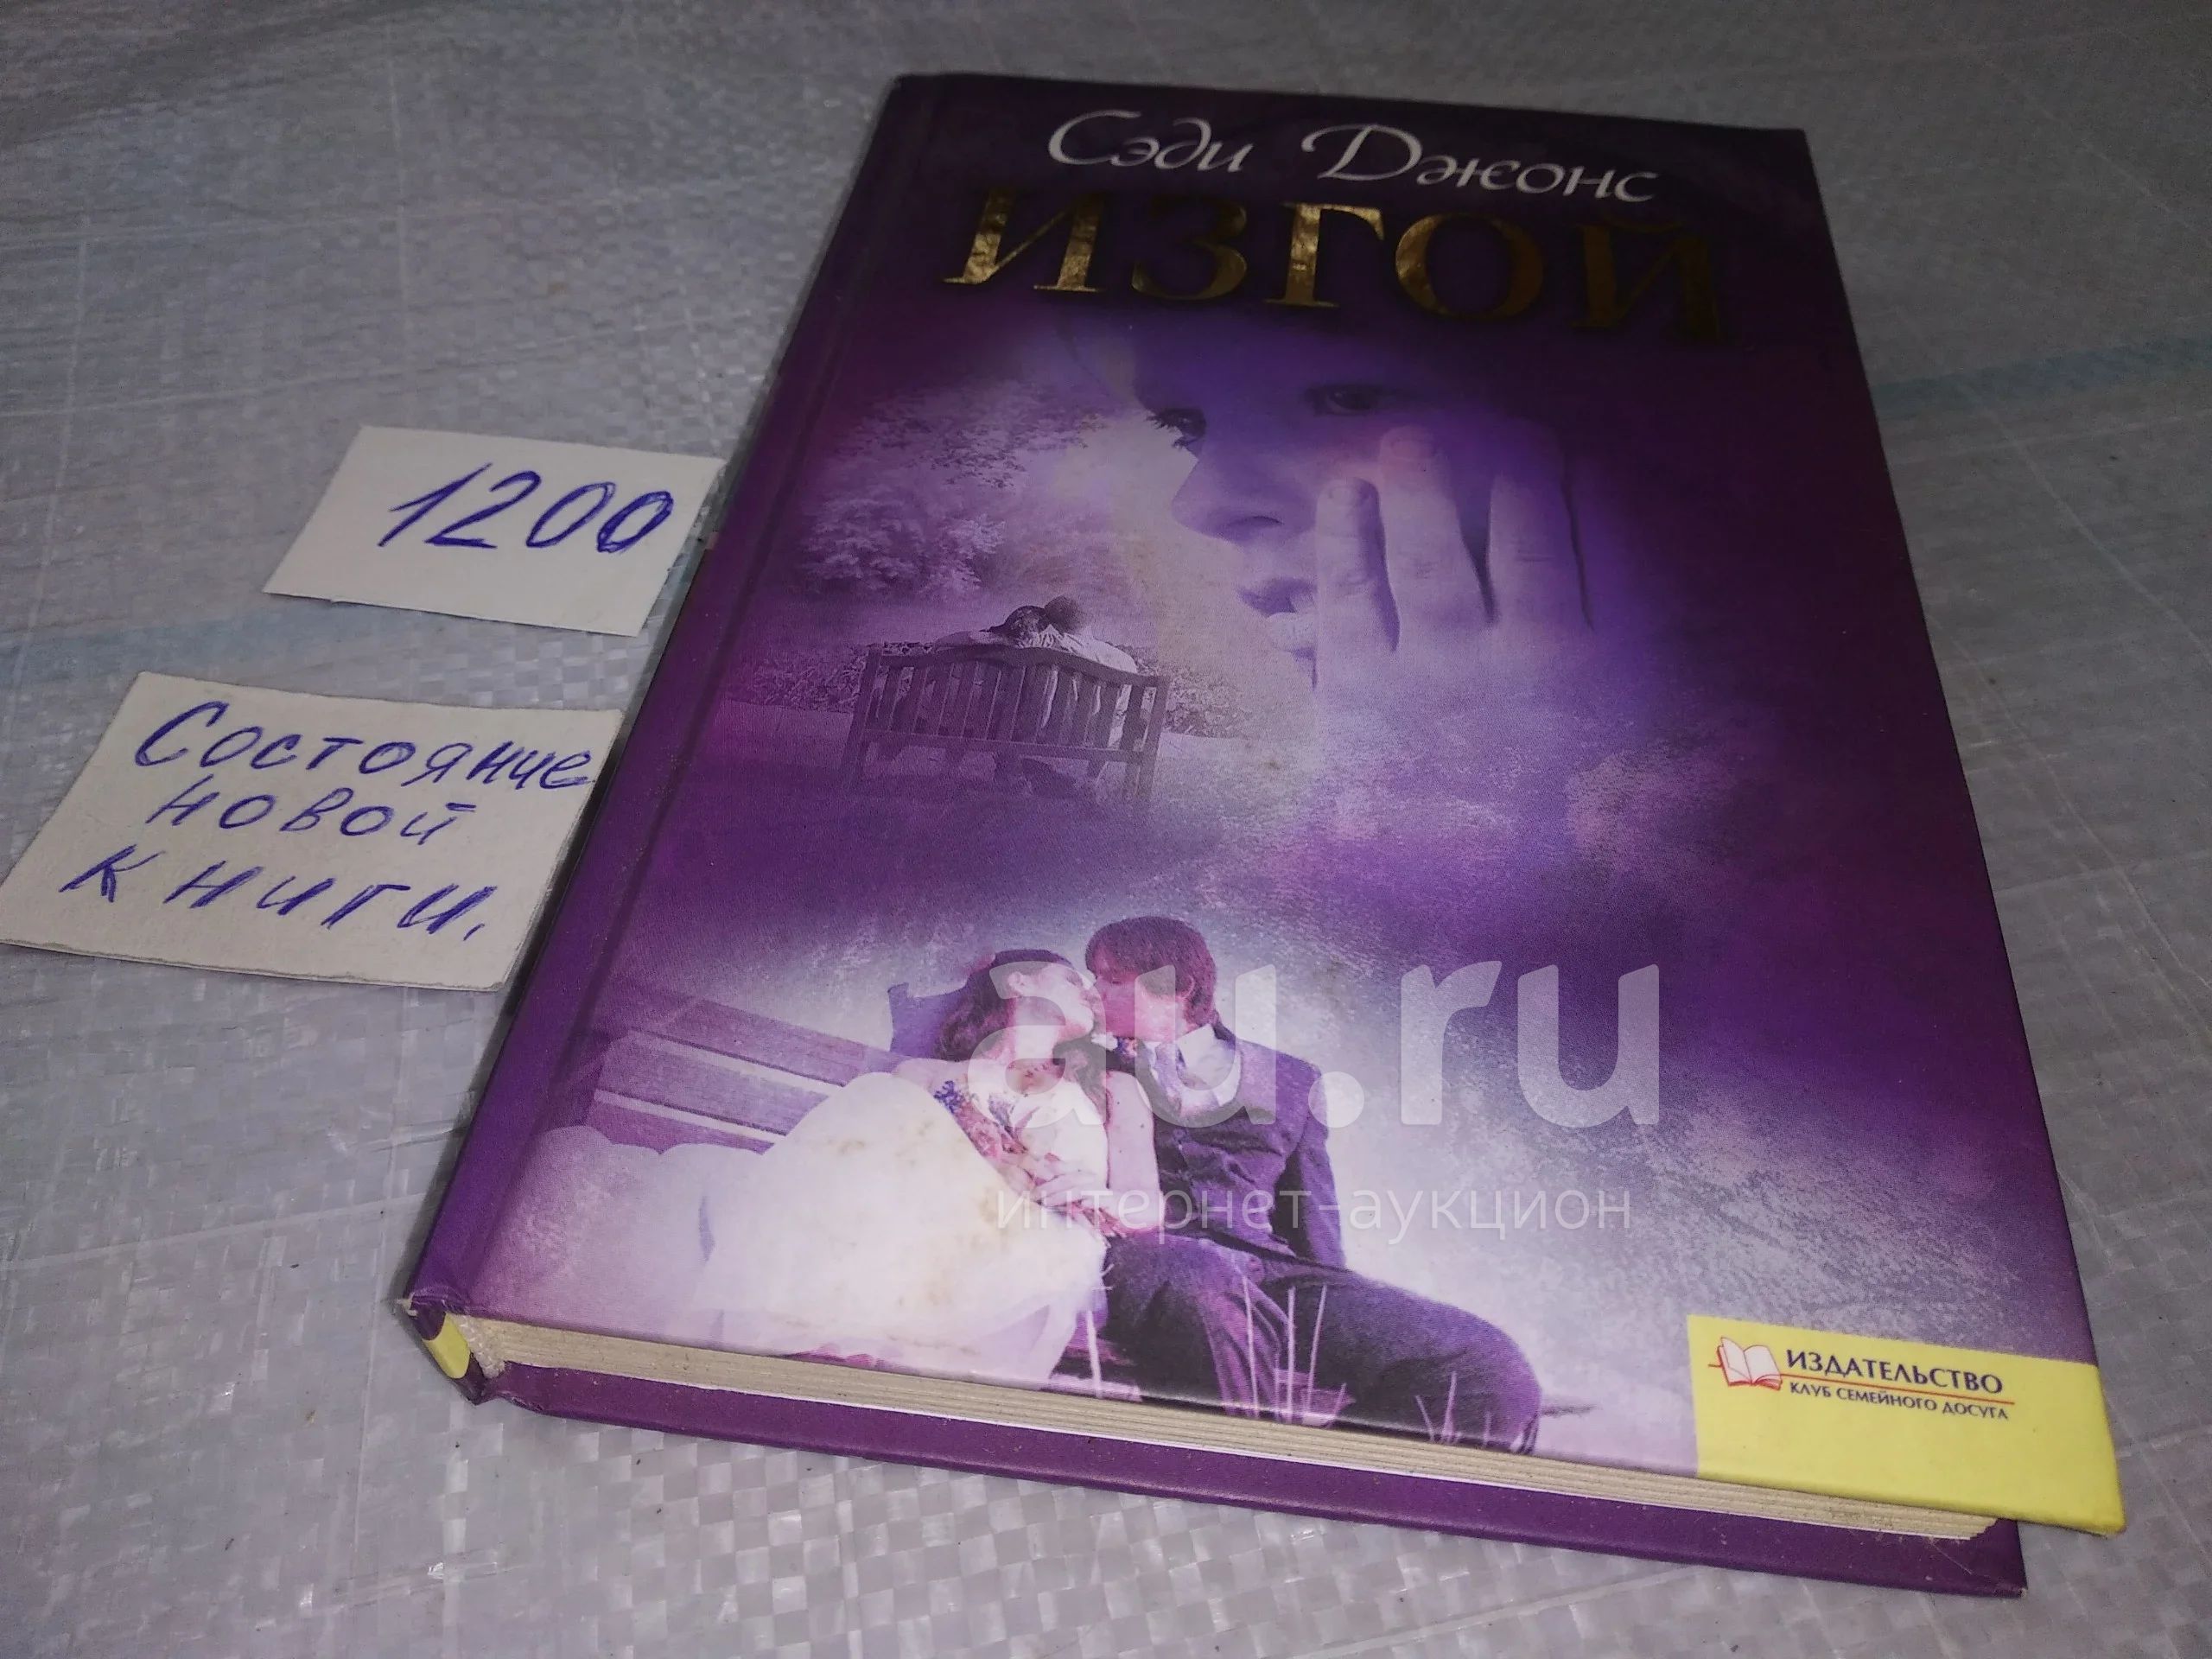 Сэди Джонс
ИЗГОЙ
1200
Состояние
новой
книги.
au.ru
интернет-аукцион
ИЗДАТЕЛЬСТВО
КЛУБ СЕМЕЙНОГО ДОСУГА